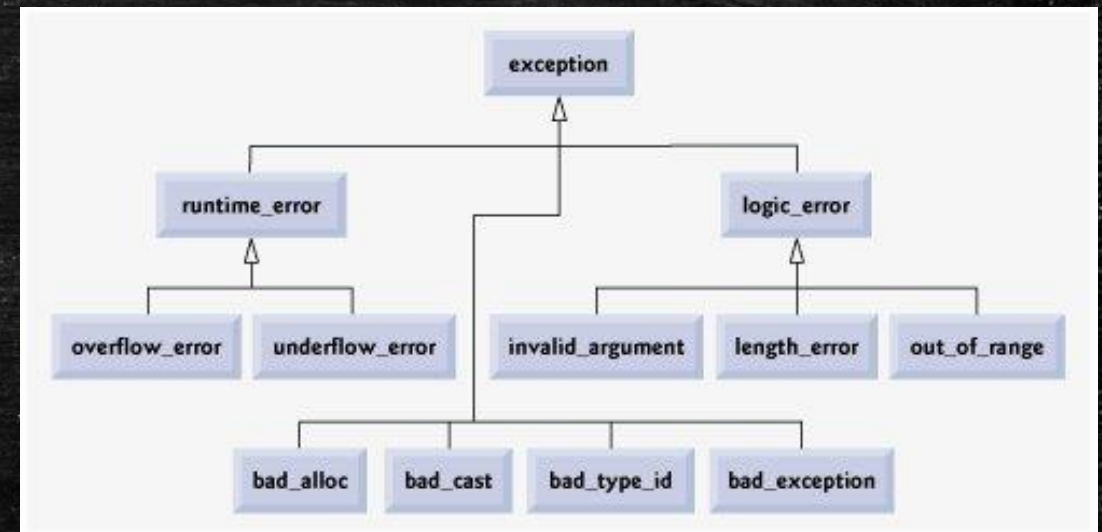 exception
runtime_error
logic_error
overflow_error
underflow_error
invalid_argument
length_error
out_of_range
bad_alloc
bad_cast
bad_type_id
bad_exception